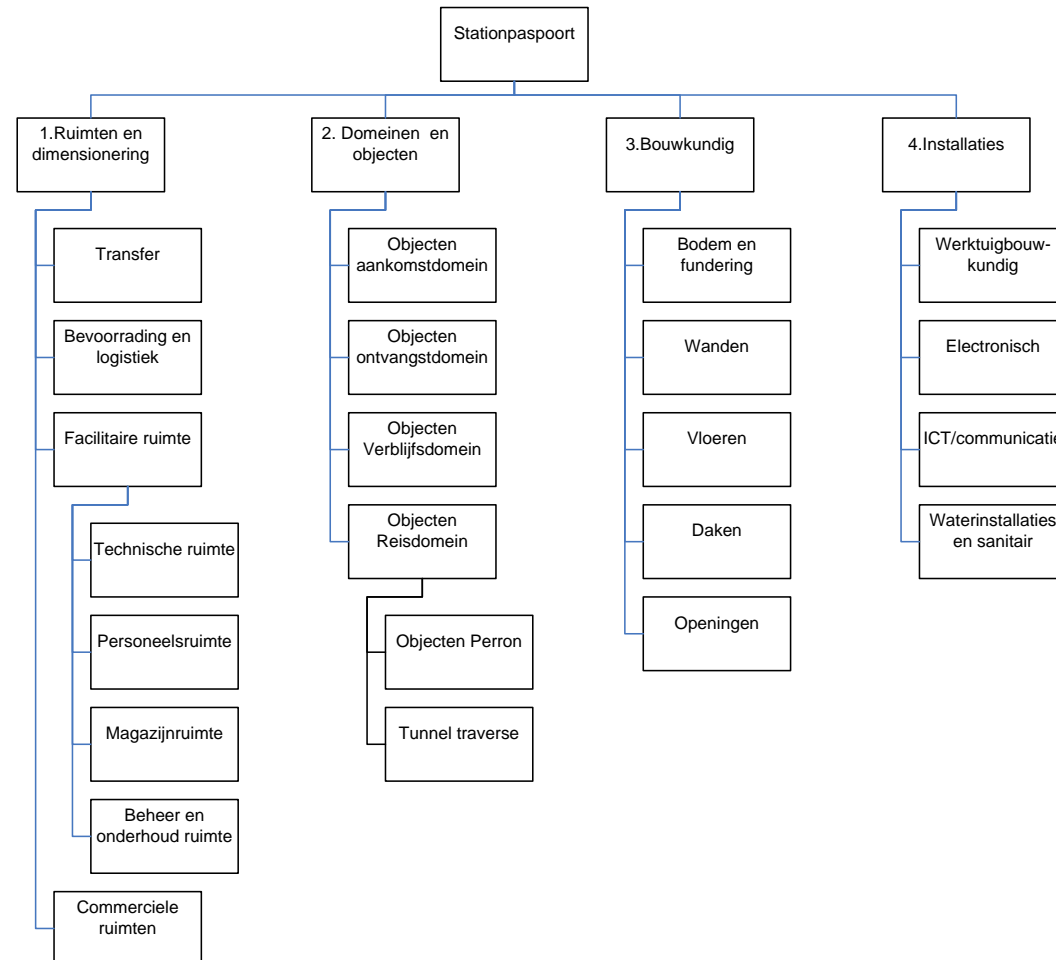 Stationpaspoort
1.Ruimten en
dimensionering
Transfer
Bevoorrading en
logistiek
Facilitaire ruimte
Technische ruimte
Personeelsruimte
Magazijnruimte
Beheer en
onderhoud ruimte
Commerciele
ruimten
2. Domeinen en
objecten
Objecten
aankomstdomein
Objecten
ontvangstdomein
Objecten
Verblijfsdomein
Objecten
Reisdomein
Objecten Perron
Tunnel traverse
3.Bouwkundig
Bodem en
fundering
Wanden
Vloeren
Daken
Openingen
4.Installaties
Werktuigbouw-
kundig
Electronisch
ICT/communicatie
Waterinstallaties
en sanitair